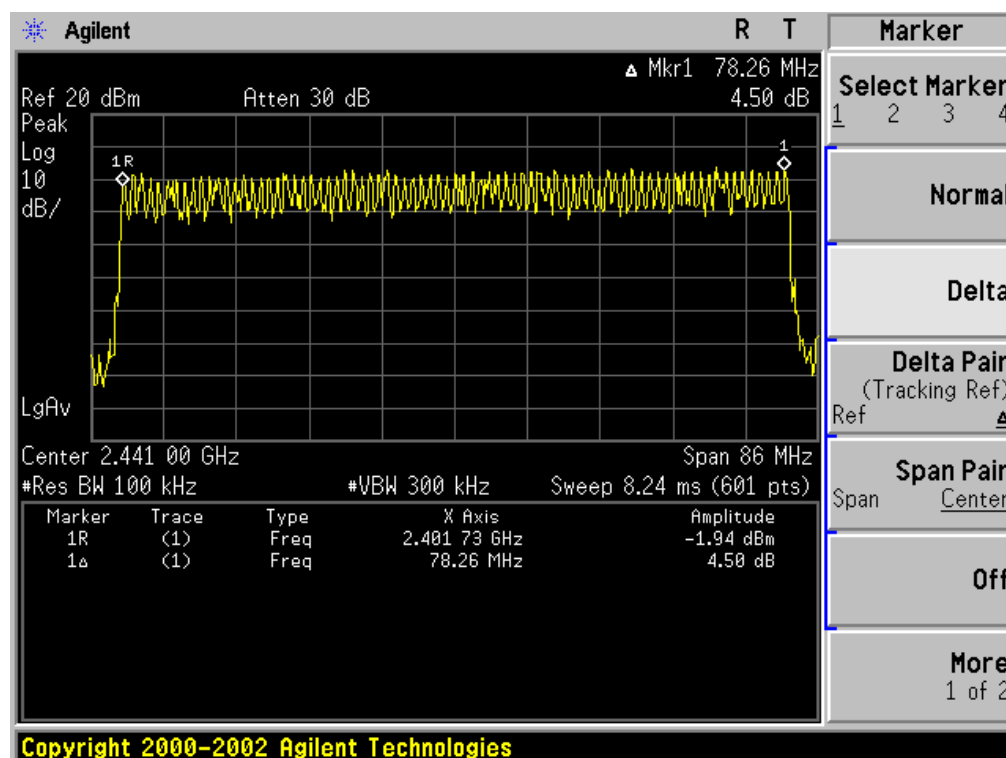 Agilent R T Marker
Δ Mkr1 78.26 MHz
Ref 20 dBm Atten 30 dB 4.50 dB
Peak
Log
10
dB/
1R
1
LgAv
Center 2.441 00 GHz Span 86 MHz
#Res BW 100 kHz #VBW 300 kHz Sweep 8.24 ms (601 pts)
Marker Trace Type X Axis Amplitude
1R (1) Freq 2.401 73 GHz -1.94 dBm
1Δ (1) Freq 78.26 MHz 4.50 dB
Select Marker
1 2 3 4
Normal
Delta
Delta Pair
(Tracking Ref)
Ref Δ
Span Pair
Span Center
Off
More
1 of 2
Copyright 2000-2002 Agilent Technologies